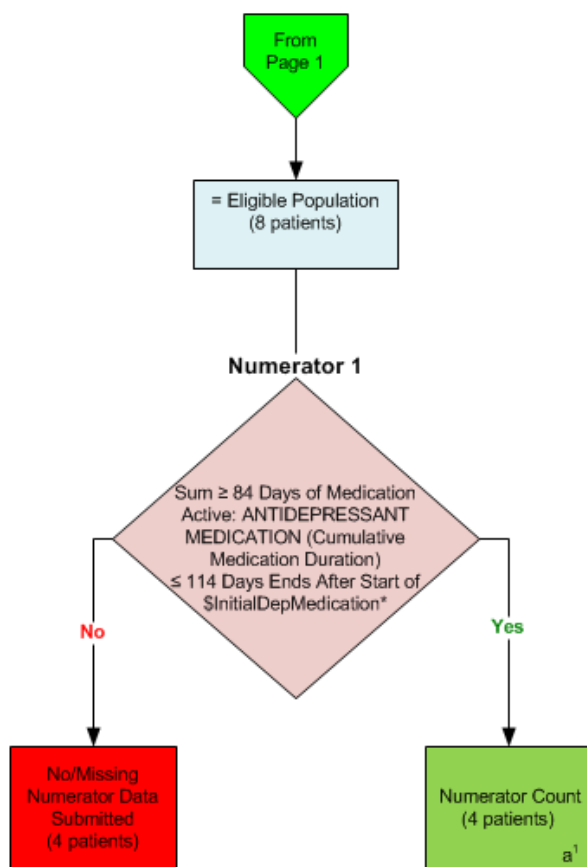 From
Page 1
= Eligible Population
(8 patients)
Numerator 1
Sum ≥ 84 Days of Medication
Active: ANTIDEPRESSANT
MEDICATION (Cumulative
Medication Duration)
≤ 114 Days Ends After Start of
$InitialDepMedication*
No
Yes
No/Missing
Numerator Data
Submitted
(4 patients)
Numerator Count
(4 patients)
a¹